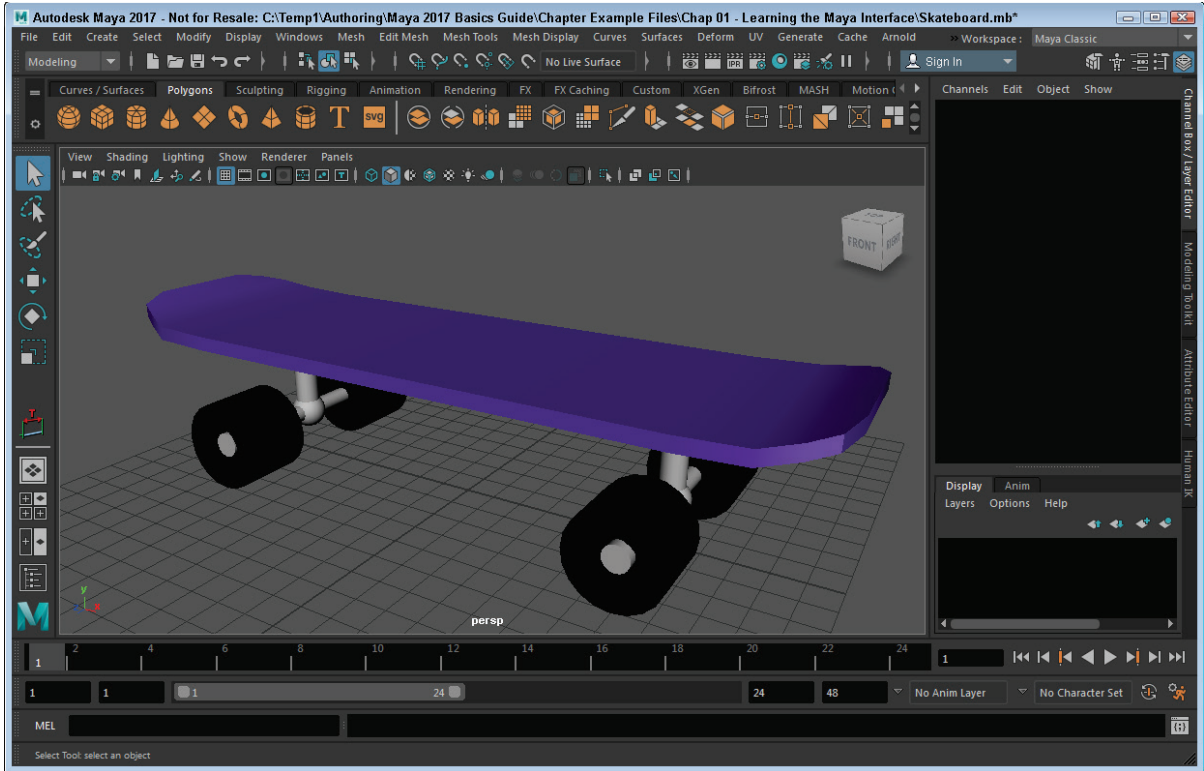 Autodesk Maya 2017 - Not for Resale: C:\Temp1\Authoring\Maya 2017 Basics Guide\Chapter Example Files\Chap 01 - Learning the Maya Interface\Skateboard.mb*
File Edit Create Select Modify Display Windows Mesh Edit Mesh Mesh Tools Mesh Display Curves Surfaces Deform UV Generate Cache Arnold » Workspace : Maya Classic
Modeling No Live Surface IPR Sign In
Curves / Surfaces Polygons Sculpting Rigging Animation Rendering FX FX Caching Custom XGen Bifrost MASH Motion
Channels Edit Object Show
T svg
View Shading Lighting Show Renderer Panels
Channel Box / Layer Editor
Modeling Toolkit
Attribute Editor
Human IK
TOP
FRONT RIGHT
T
Display Anim
Layers Options Help
y
x
persp
M
1 2 4 6 8 10 12 14 16 18 20 22 24 1
1 1 1 24 24 48 No Anim Layer No Character Set
MEL
Select Tool: select an object